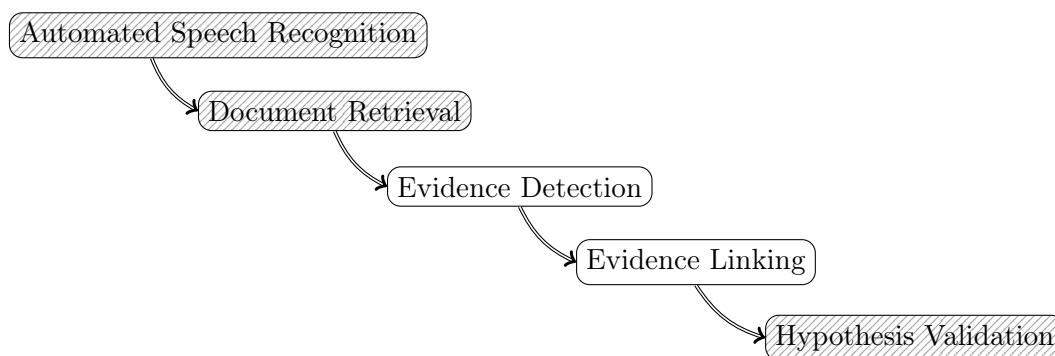 Automated Speech Recognition
Document Retrieval
Evidence Detection
Evidence Linking
Hypothesis Validation